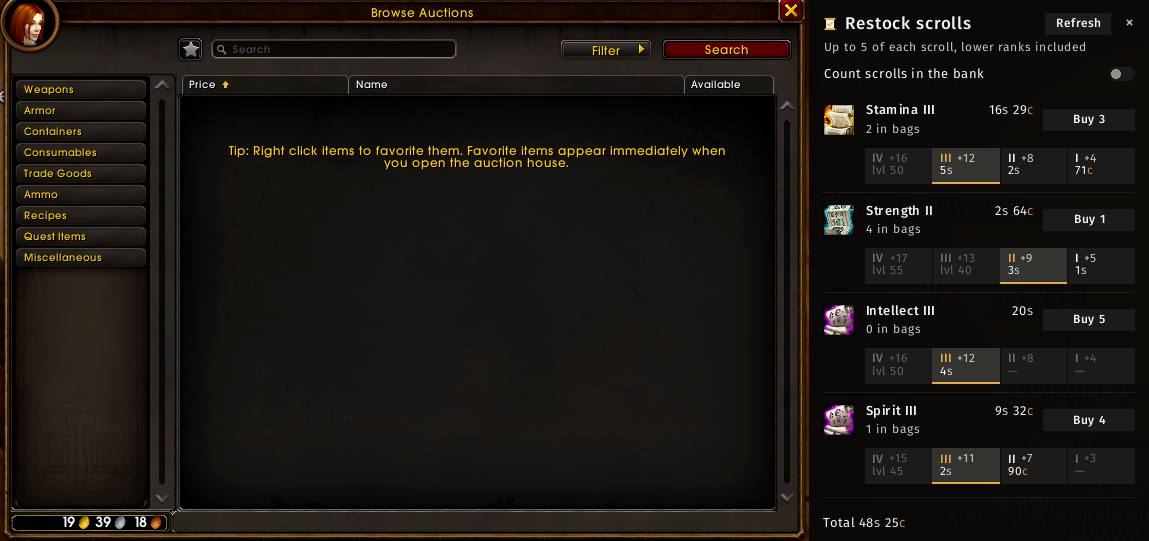 Browse Auctions
Search
Filter
Search
Weapons
Armor
Containers
Consumables
Trade Goods
Ammo
Recipes
Quest Items
Miscellaneous
Price
Name
Available
Tip: Right click items to favorite them. Favorite items appear immediately when
you open the auction house.
19 39 18
Restock scrolls
Refresh
×
Up to 5 of each scroll, lower ranks included
Count scrolls in the bank
Stamina III
16s 29c
Buy 3
2 in bags
IV +16
lvl 50
III +12
5s
II +8
2s
I +4
71c
Strength II
2s 64c
Buy 1
4 in bags
IV +17
lvl 55
III +13
lvl 40
II +9
3s
I +5
1s
Intellect III
20s
Buy 5
0 in bags
IV +16
lvl 50
III +12
4s
II +8
—
I +4
—
Spirit III
9s 32c
Buy 4
1 in bags
IV +15
lvl 45
III +11
2s
II +7
90c
I +3
—
Total 48s 25c